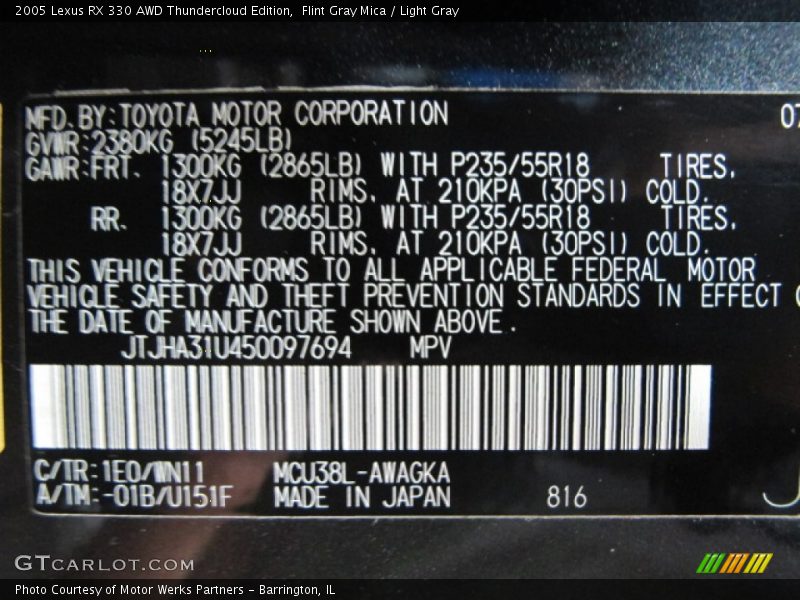 2005 Lexus RX 330 AWD Thundercloud Edition,  Flint Gray Mica / Light Gray
MFD. BY: TOYOTA MOTOR CORPORATION 07
GVWR: 2380KG (5245LB)
GAWR: FRT. 1300KG (2865LB) WITH P235/55R18 TIRES,
18X7JJ RIMS, AT 210KPA (30PSI) COLD.
RR. 1300KG (2865LB) WITH P235/55R18 TIRES,
18X7JJ RIMS, AT 210KPA (30PSI) COLD.
THIS VEHICLE CONFORMS TO ALL APPLICABLE FEDERAL MOTOR
VEHICLE SAFETY AND THEFT PREVENTION STANDARDS IN EFFECT
THE DATE OF MANUFACTURE SHOWN ABOVE.
JTJHA31U450097694 MPV
C/TR: 1E0/WN11 MCU38L-AWAGKA
A/TM: -01B/U151F MADE IN JAPAN 816
GTCARLOT.COM
Photo Courtesy of Motor Werks Partners - Barrington, IL